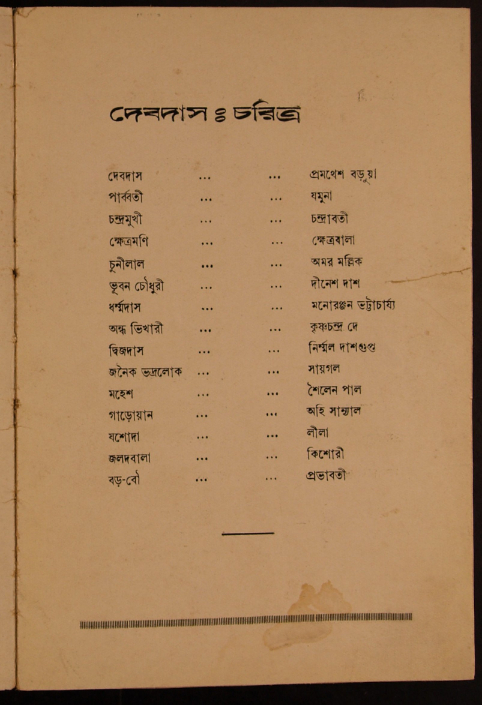 দেবদাস ঃ চরিত্র
দেবদাস ... ... প্রমথেশ বড়ুয়া
পার্ব্বতী ... ... যমুনা
চন্দ্রমুখী ... ... চন্দ্রাবতী
ক্ষেত্রমণি ... ... ক্ষেত্রবালা
চুনীলাল ... ... অমর মল্লিক
ভুবন চৌধুরী ... ... দীনেশ দাশ
ধর্ম্মদাস ... ... মনোরঞ্জন ভট্টাচার্য্য
অন্ধ ভিখারী ... ... কৃষ্ণচন্দ্র দে
দ্বিজদাস ... ... নির্ম্মল দাশগুপ্ত
জনৈক ভদ্রলোক ... ... সায়গল
মহেশ ... ... শৈলেন পাল
গাড়োয়ান ... ... অহি সান্যাল
যশোদা ... ... লীলা
জলদবালা ... ... কিশোরী
বড়-বৌ ... ... প্রভাবতী